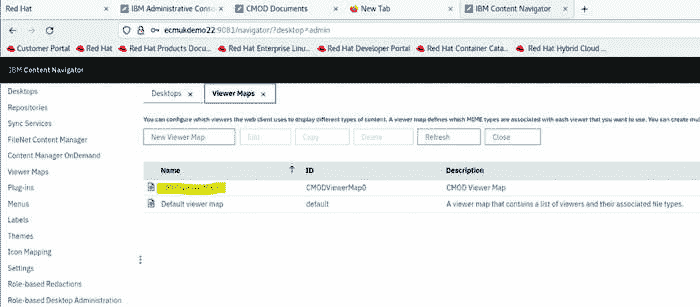 Red Hat
IBM Administrative Conso
CMOD Documents
New Tab
IBM Content Navigator
ecmukdemo22:9081/navigator/?desktop=admin
Customer Portal
Red Hat
Red Hat Products Docu...
Red Hat Enterprise Linu...
Red Hat Developer Portal
Red Hat Container Cata...
Red Hat Hybrid Cloud ...
IBM Content Navigator
Desktops
Repositories
Sync Services
FileNet Content Manager
Content Manager OnDemand
Viewer Maps
Plug-ins
Menus
Labels
Themes
Icon Mapping
Settings
Role-based Redactions
Role-based Desktop Administration
Desktops
Viewer Maps
You can configure which viewers the web client uses to display different types of content. A viewer map defines which MIME types are associated with each viewer that you want to use. You can create mul
New Viewer Map
Edit
Copy
Delete
Refresh
Close
Name
ID
Description
CMODViewerMap0
CMOD Viewer Map
Default viewer map
default
A viewer map that contains a list of viewers and their associated file types.